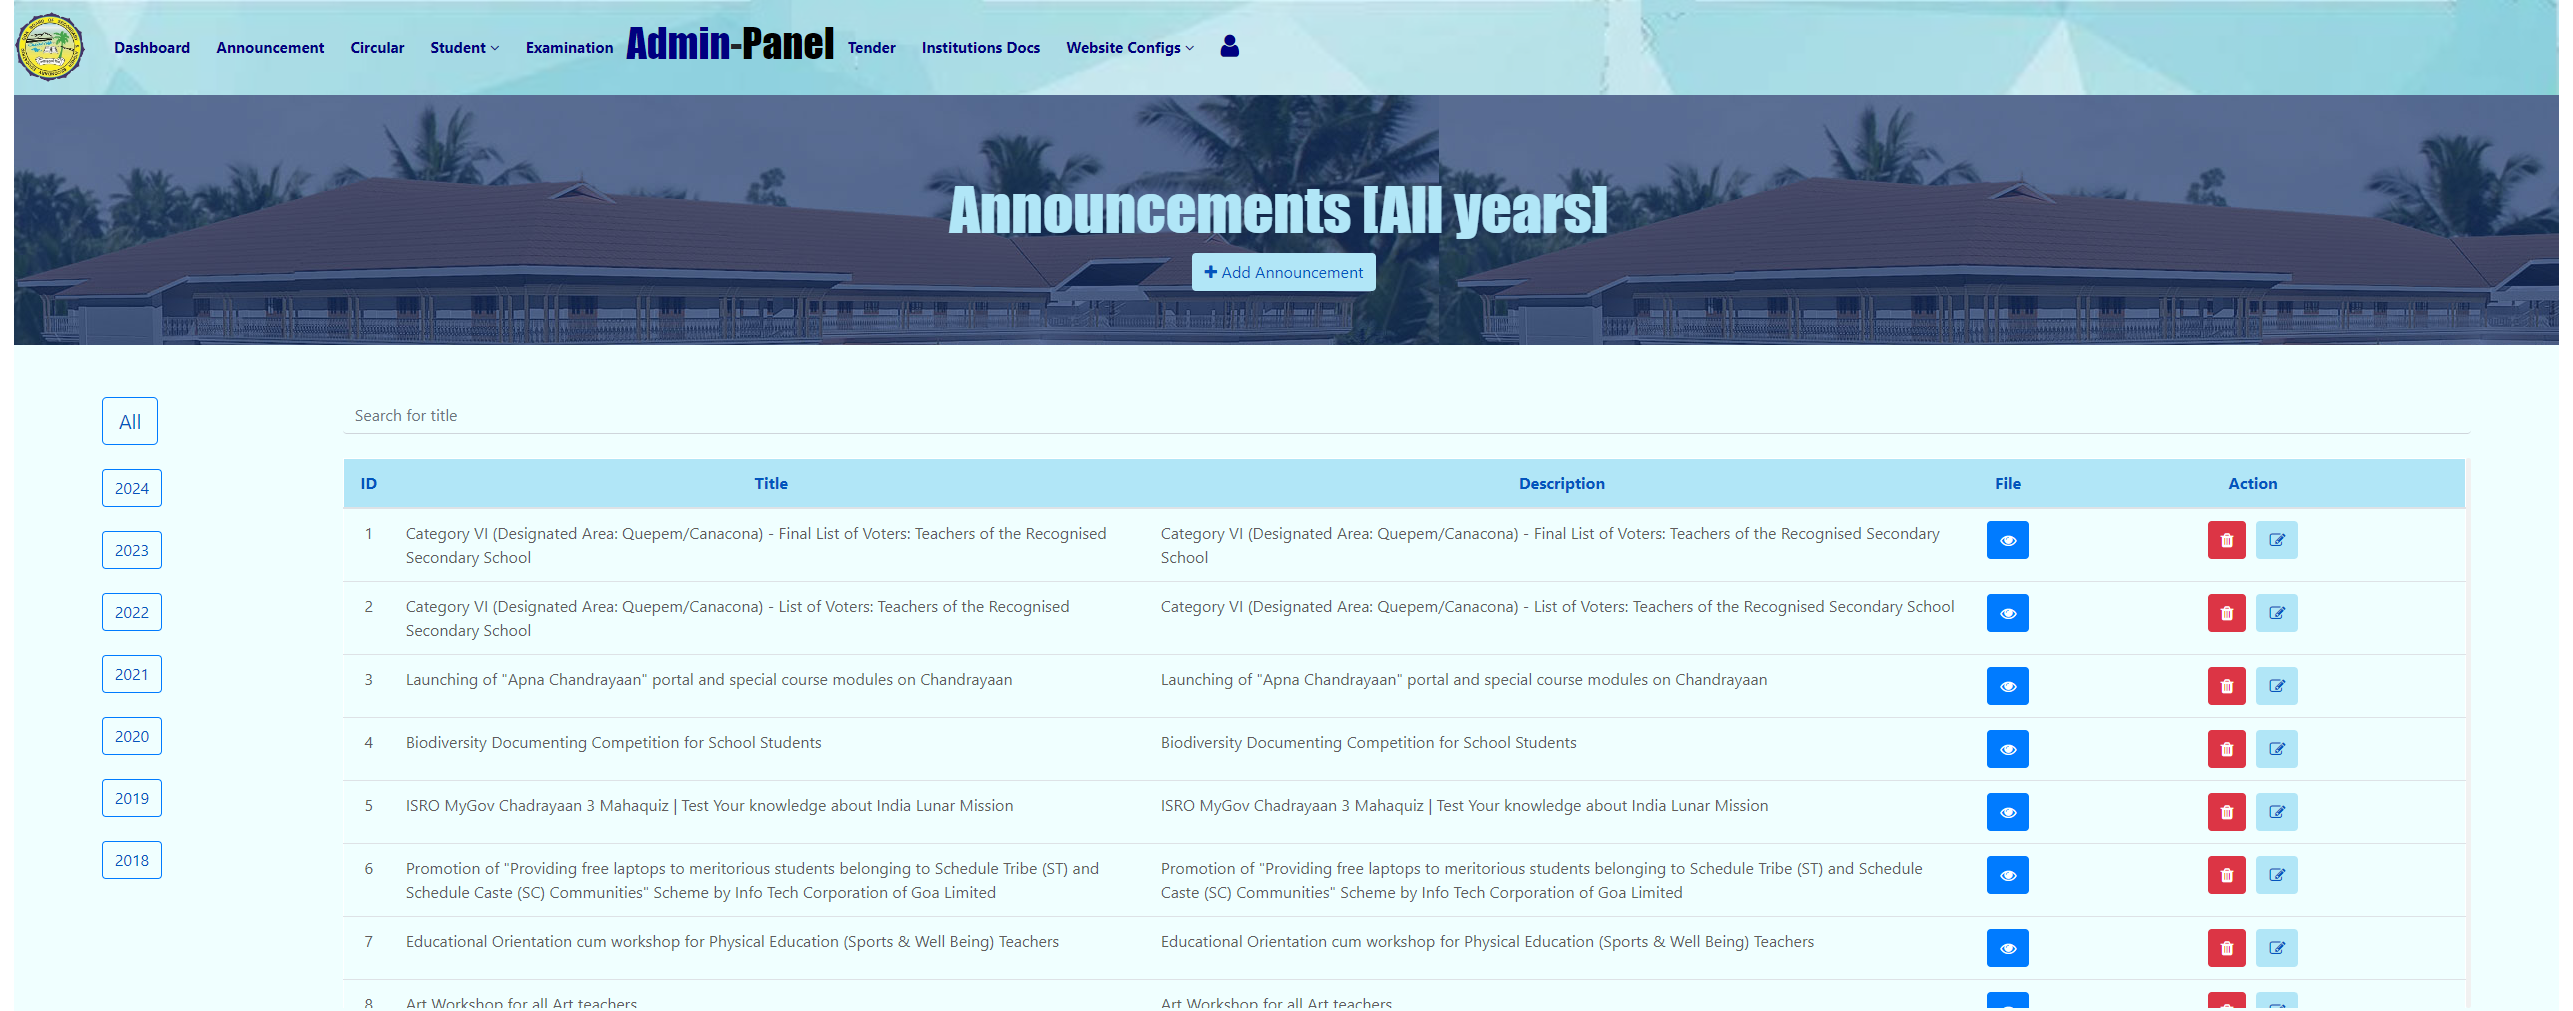 Dashboard Announcement Circular Student Examination Admin-Panel Tender Institutions Docs Website Configs
Announcements [All years]
Add Announcement
All
2024
2023
2022
2021
2020
2019
2018
Search for title
ID Title Description File Action
1 Category VI (Designated Area: Quepem/Canacona) - Final List of Voters: Teachers of the Recognised
Secondary School
Category VI (Designated Area: Quepem/Canacona) - Final List of Voters: Teachers of the Recognised Secondary
School
2 Category VI (Designated Area: Quepem/Canacona) - List of Voters: Teachers of the Recognised
Secondary School
Category VI (Designated Area: Quepem/Canacona) - List of Voters: Teachers of the Recognised Secondary School
3 Launching of "Apna Chandrayaan" portal and special course modules on Chandrayaan
Launching of "Apna Chandrayaan" portal and special course modules on Chandrayaan
4 Biodiversity Documenting Competition for School Students
Biodiversity Documenting Competition for School Students
5 ISRO MyGov Chadrayaan 3 Mahaquiz | Test Your knowledge about India Lunar Mission
ISRO MyGov Chadrayaan 3 Mahaquiz | Test Your knowledge about India Lunar Mission
6 Promotion of "Providing free laptops to meritorious students belonging to Schedule Tribe (ST) and
Schedule Caste (SC) Communities" Scheme by Info Tech Corporation of Goa Limited
Promotion of "Providing free laptops to meritorious students belonging to Schedule Tribe (ST) and Schedule
Caste (SC) Communities" Scheme by Info Tech Corporation of Goa Limited
7 Educational Orientation cum workshop for Physical Education (Sports & Well Being) Teachers
Educational Orientation cum workshop for Physical Education (Sports & Well Being) Teachers
8 Art Workshop for all Art teachers
Art Workshop for all Art teachers